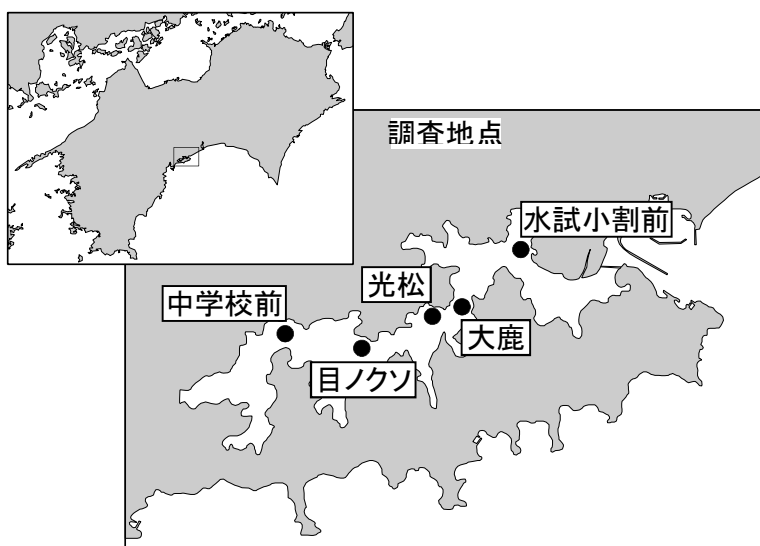 調査地点
水試小割前
光松
中学校前
大鹿
目ノクソ